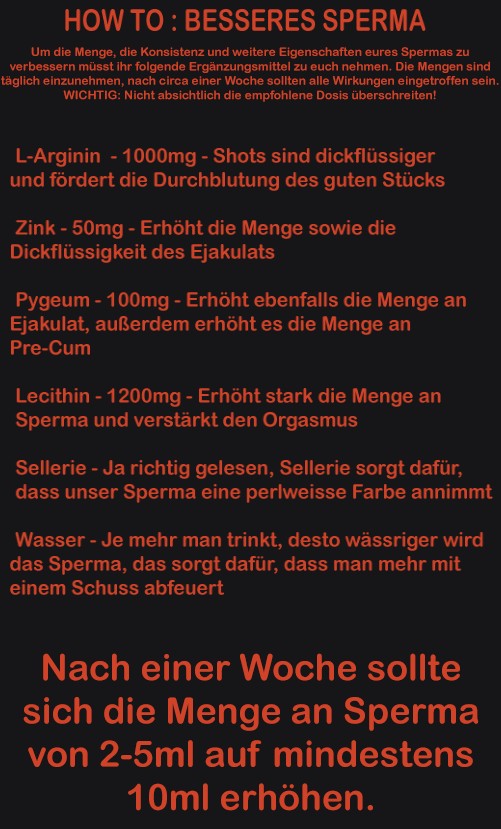 HOW TO : BESSERES SPERMA
Um die Menge, die Konsistenz und weitere Eigenschaften eures Spermas zu
verbessern müsst ihr folgende Ergänzungsmittel zu euch nehmen. Die Mengen sind
täglich einzunehmen, nach circa einer Woche sollten alle Wirkungen eingetroffen sein.
WICHTIG: Nicht absichtlich die empfohlene Dosis überschreiten!
L-Arginin - 1000mg - Shots sind dickflüssiger
und fördert die Durchblutung des guten Stücks
Zink - 50mg - Erhöht die Menge sowie die
Dickflüssigkeit des Ejakulats
Pygeum - 100mg - Erhöht ebenfalls die Menge an
Ejakulat, außerdem erhöht es die Menge an
Pre-Cum
Lecithin - 1200mg - Erhöht stark die Menge an
Sperma und verstärkt den Orgasmus
Sellerie - Ja richtig gelesen, Sellerie sorgt dafür,
dass unser Sperma eine perlweisse Farbe annimmt
Wasser - Je mehr man trinkt, desto wässriger wird
das Sperma, das sorgt dafür, dass man mehr mit
einem Schuss abfeuert
Nach einer Woche sollte
sich die Menge an Sperma
von 2-5ml auf mindestens
10ml erhöhen.